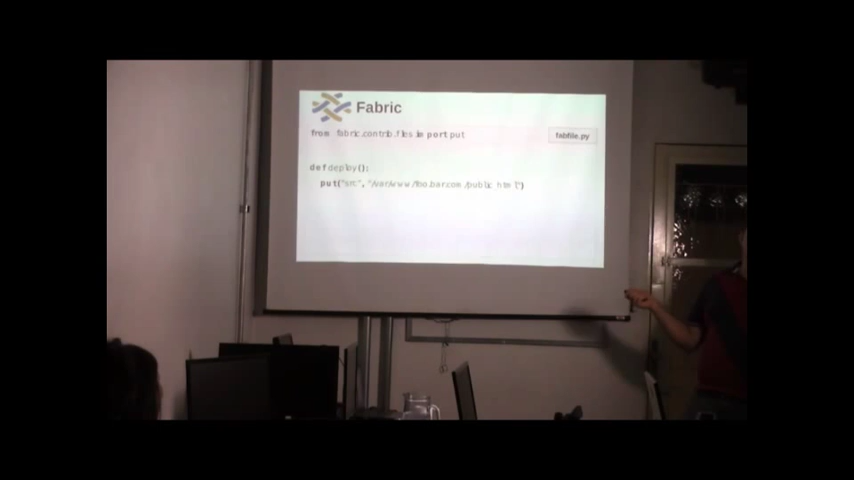 Fabric
from fabric.contrib.files import put
fabfile.py
def deploy():
put("src", "/var/www/foo.bar.com/public_html")